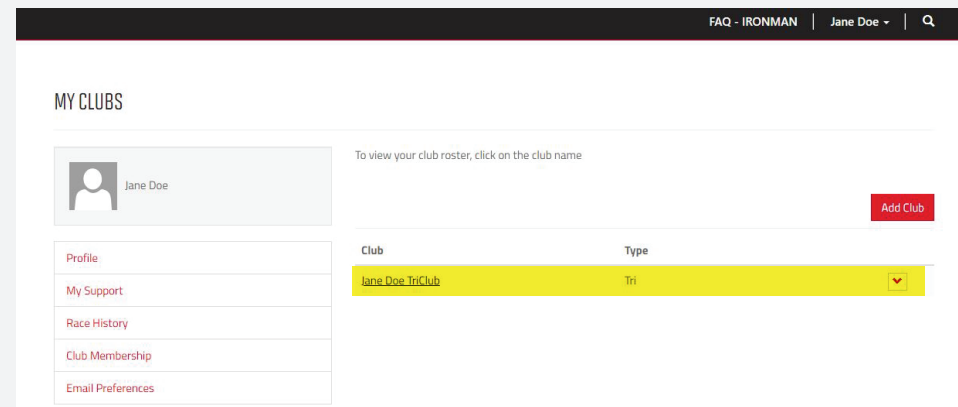 FAQ - IRONMAN Jane Doe
MY CLUBS
Jane Doe
To view your club roster, click on the club name
Add Club
Profile
My Support
Race History
Club Membership
Email Preferences
Club Type
Jane Doe TriClub Tri